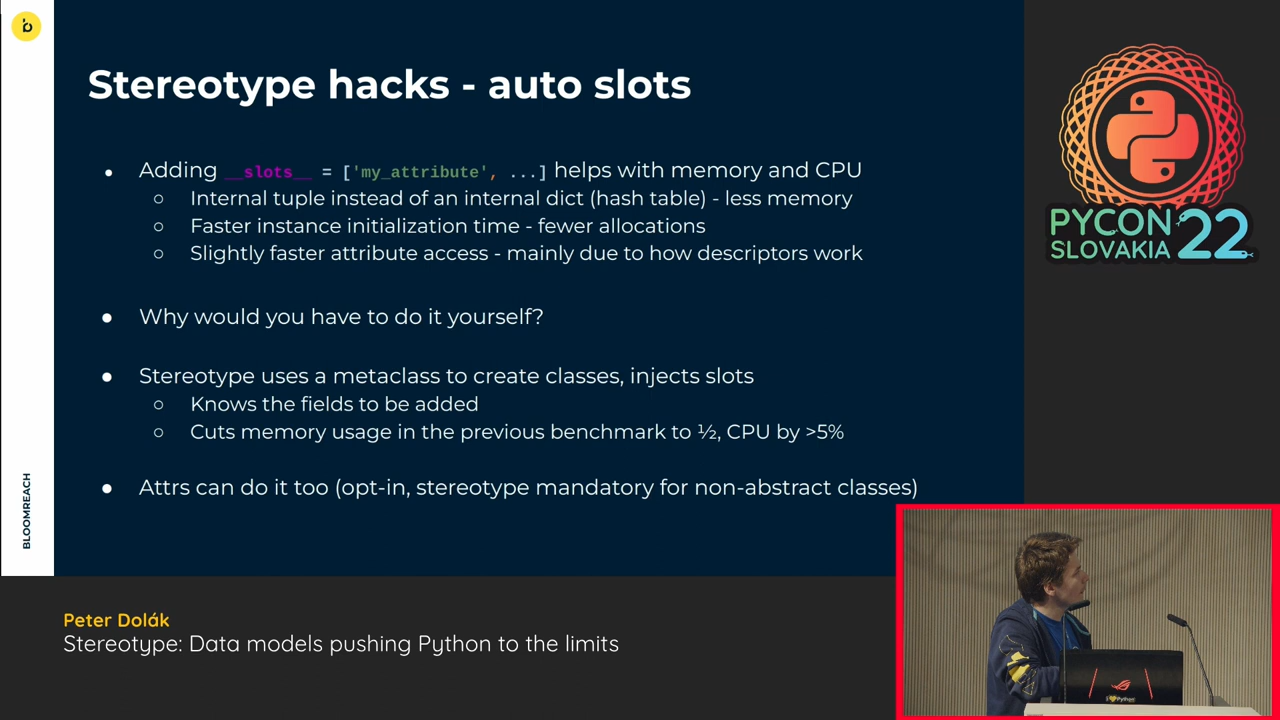 Stereotype hacks - auto slots
Adding __slots__ = ['my_attribute', ...] helps with memory and CPU
Internal tuple instead of an internal dict (hash table) - less memory
Faster instance initialization time - fewer allocations
Slightly faster attribute access - mainly due to how descriptors work
Why would you have to do it yourself?
Stereotype uses a metaclass to create classes, injects slots
Knows the fields to be added
Cuts memory usage in the previous benchmark to ½, CPU by >5%
Attrs can do it too (opt-in, stereotype mandatory for non-abstract classes)
BLOOMREACH
PYCON
SLOVAKIA
22
Peter Dolák
Stereotype: Data models pushing Python to the limits